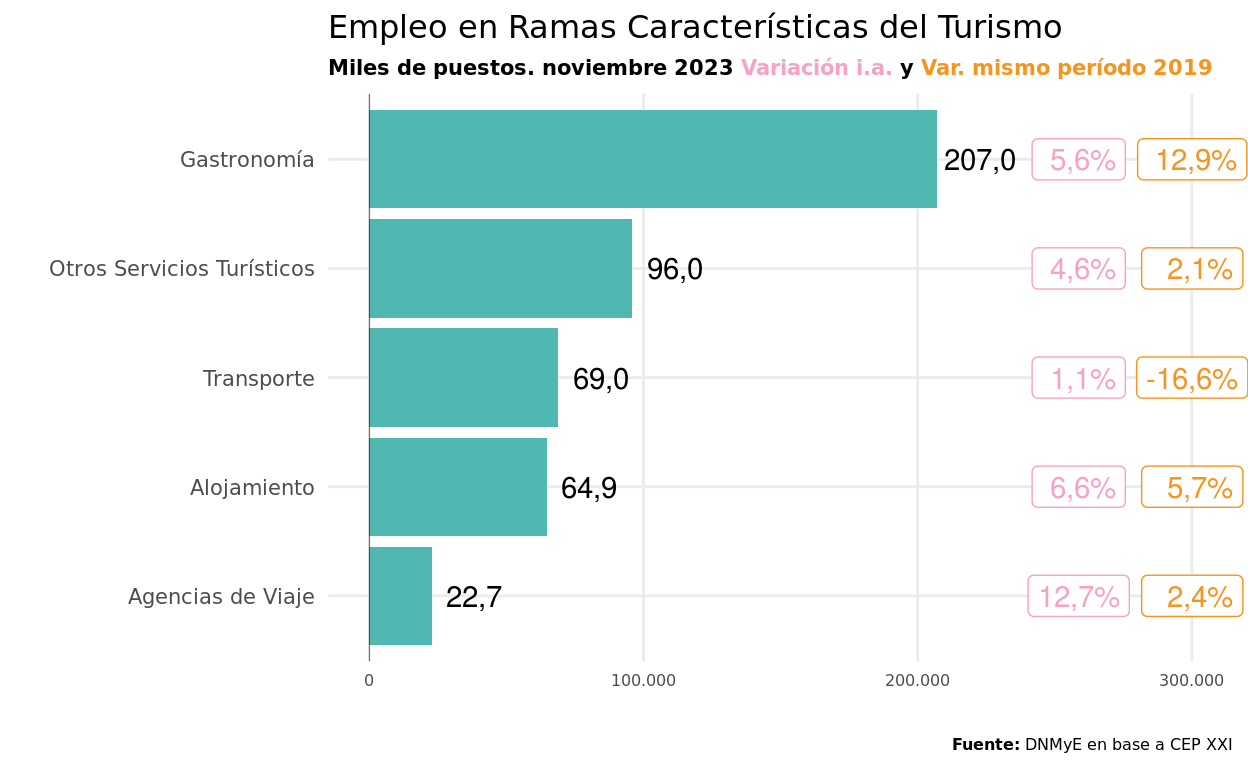 Empleo en Ramas Características del Turismo
Miles de puestos. noviembre 2023 Variación i.a. y Var. mismo período 2019
Gastronomía 207,0 5,6% 12,9%
Otros Servicios Turísticos 96,0 4,6% 2,1%
Transporte 69,0 1,1% -16,6%
Alojamiento 64,9 6,6% 5,7%
Agencias de Viaje 22,7 12,7% 2,4%
0 100.000 200.000 300.000
Fuente: DNMyE en base a CEP XXI